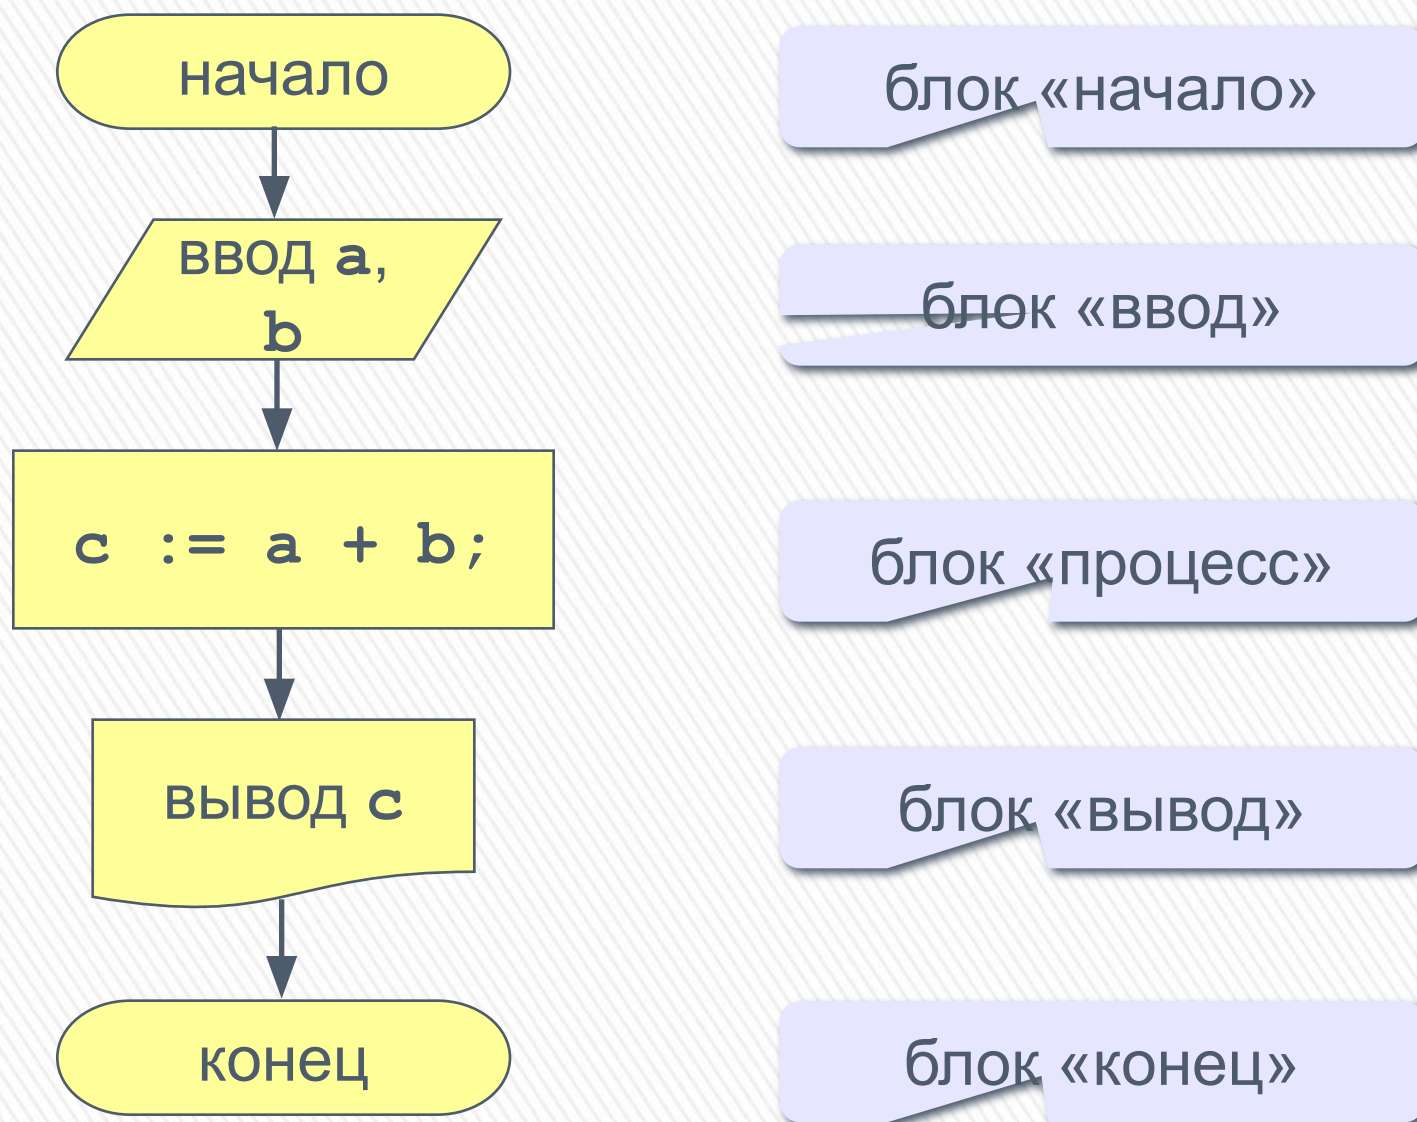 начало
блок «начало»
ввод a,
b
блок «ввод»
c := a + b;
блок «процесс»
вывод c
блок «вывод»
конец
блок «конец»